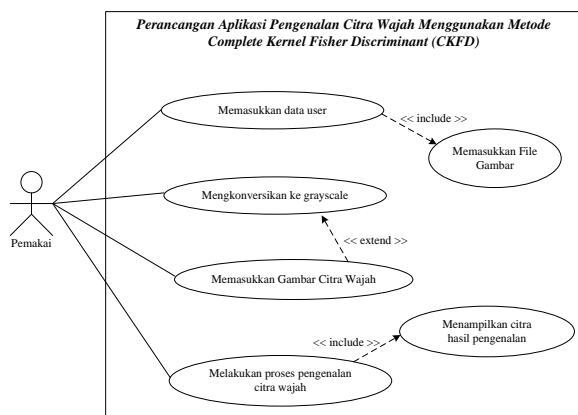 Perancangan Aplikasi Pengenalan Citra Wajah Menggunakan Metode
Complete Kernel Fisher Discriminant (CKFD)
Memasukkan data user
<< include >>
Memasukkan File
Gambar
Mengkonversikan ke grayscale
Pemakai
<< extend >>
Memasukkan Gambar Citra Wajah
Menampilkan citra
hasil pengenalan
<< include >>
Melakukan proses pengenalan
citra wajah